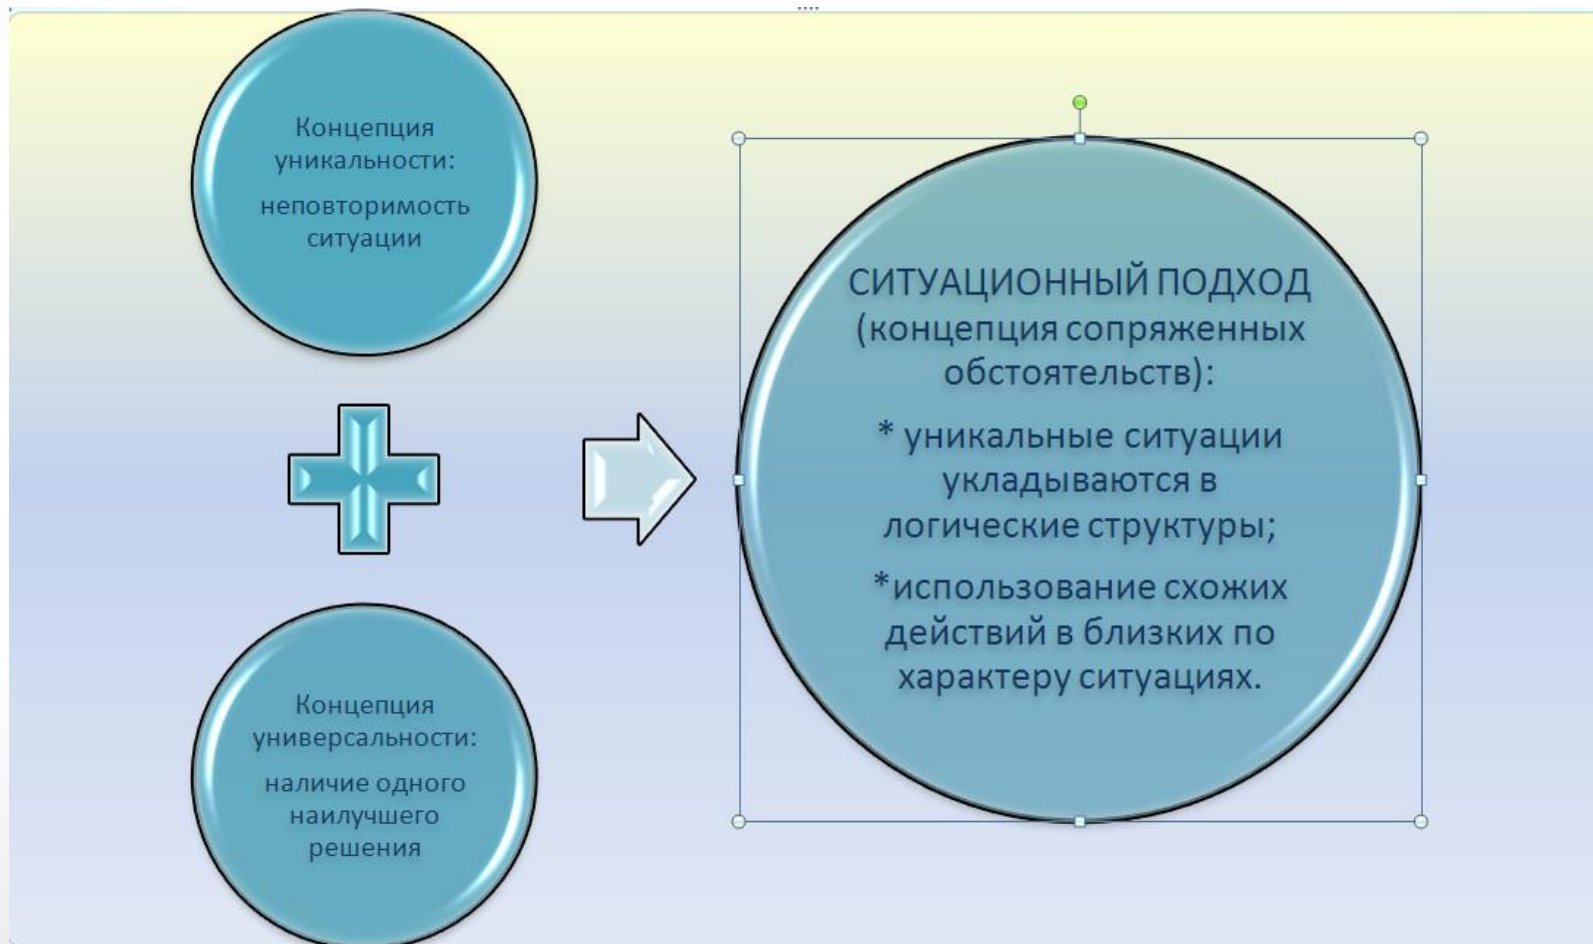 Концепция
уникальности:
неповторимость
ситуации
Концепция
универсальности:
наличие одного
наилучшего
решения
СИТУАЦИОННЫЙ ПОДХОД
(концепция сопряженных
обстоятельств):
* уникальные ситуации
укладываются в
логические структуры;
*использование схожих
действий в близких по
характеру ситуациях.